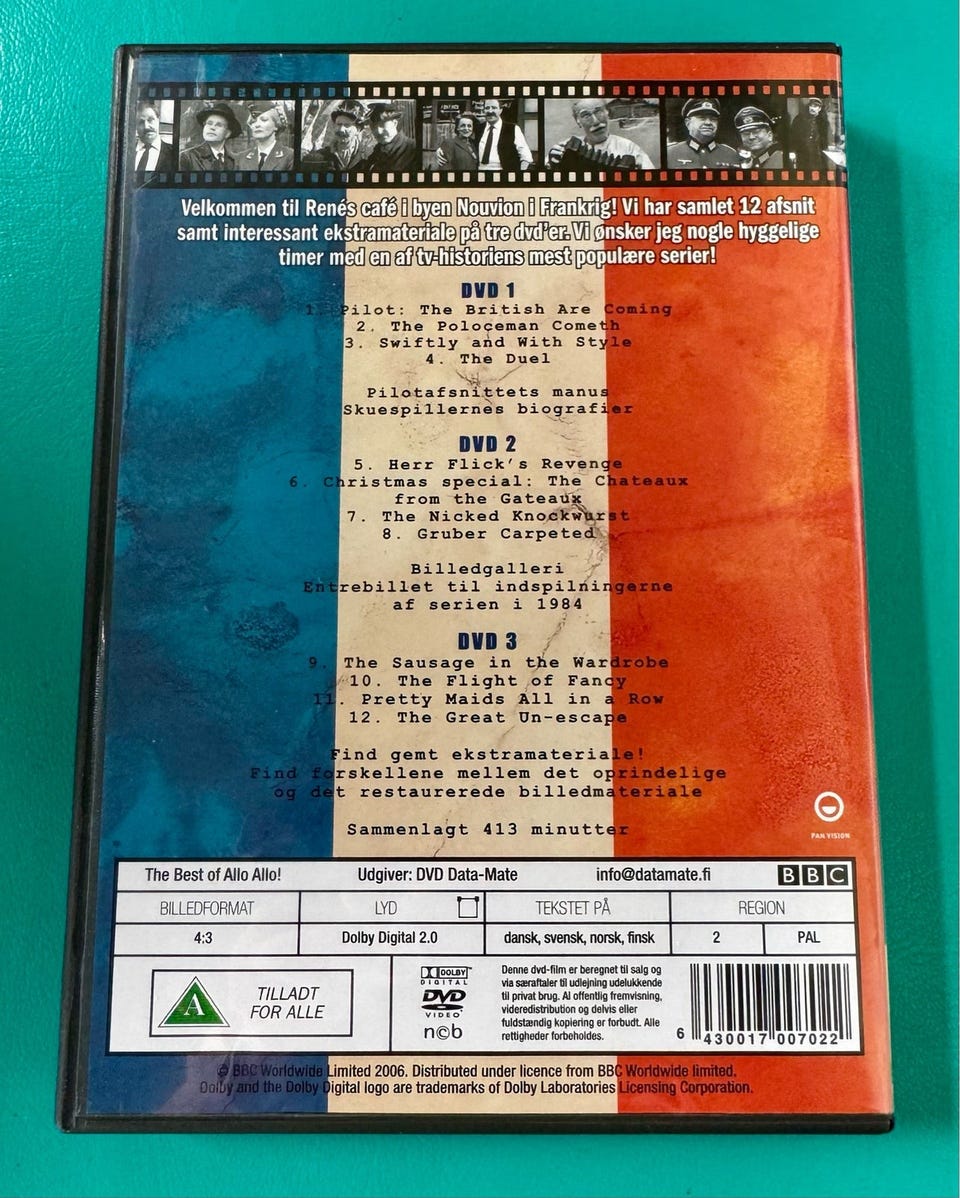 Velkommen til Renés café i byen Nouvion i Frankrig! Vi har samlet 12 afsnit
samt interessant ekstramateriale på tre dvd'er. Vi ønsker jeg nogle hyggelige
timer med en af tv-historiens mest populære serier!
DVD 1
1. Pilot: The British Are Coming
2. The Poloceman Cometh
3. Swiftly and With Style
4. The Duel
Pilotafsnittets manus
Skuespillernes biografier
DVD 2
5. Herr Flick's Revenge
6. Christmas special: The Chateaux
from the Gateaux
7. The Nicked Knockwurst
8. Gruber Carpeted
Billedgalleri
Entrebillet til indspilningerne
af serien i 1984
DVD 3
9. The Sausage in the Wardrobe
10. The Flight of Fancy
11. Pretty Maids All in a Row
12. The Great Un-escape
Find gemt ekstramateriale!
Find forskellene mellem det oprindelige
og det restaurerede billedmateriale
Sammenlagt 413 minutter
PAN VISION
The Best of Allo Allo! Udgiver: DVD Data-Mate info@datamate.fi BBC
BILLEDFORMAT LYD TEKSTET PÅ REGION
4:3 Dolby Digital 2.0 dansk, svensk, norsk, finsk 2 PAL
A
TILLADT
FOR ALLE
DOLBY
DIGITAL
DVD
VIDEO
ncb
Denne dvd-film er beregnet til salg og
via særaftaler til udlejning udelukkende
til privat brug. Al offentlig fremvisning,
videredistribution og delvis eller
fuldstændig kopiering er forbudt. Alle
rettigheder forbeholdes.
6 430017 007022
© BBC Worldwide Limited 2006. Distributed under licence from BBC Worldwide limited.
Dolby and the Dolby Digital logo are trademarks of Dolby Laboratories Licensing Corporation.